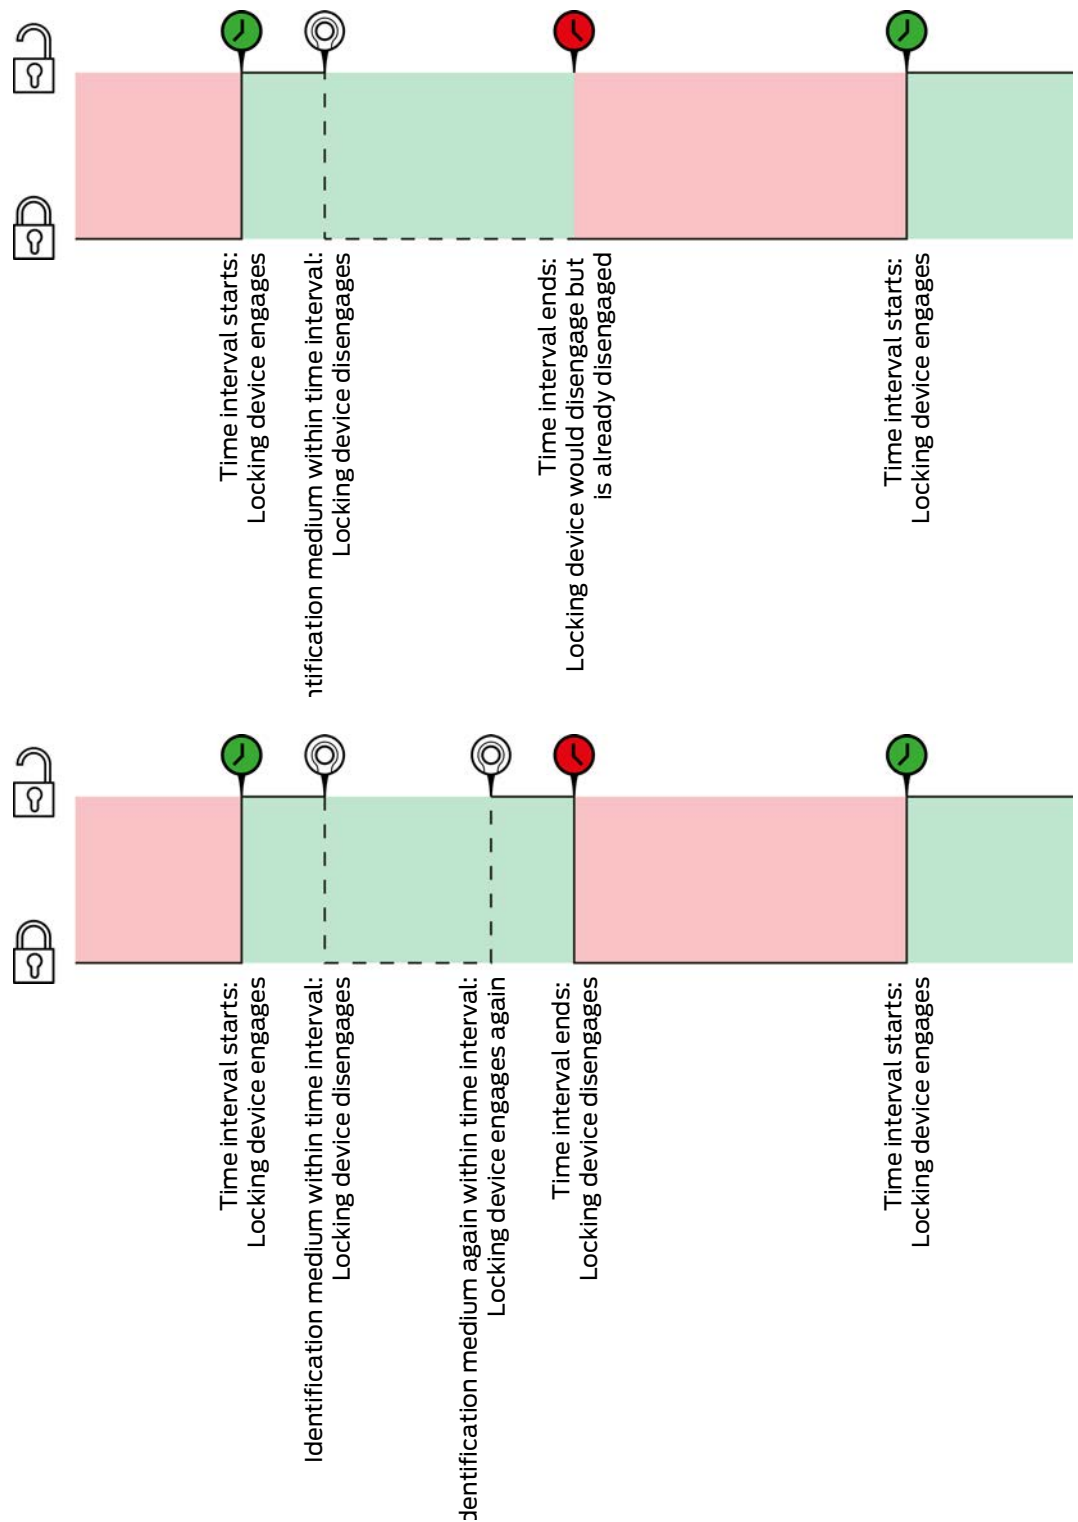 Time interval starts:
Locking device engages
medium within time interval:
Locking device disengages
Time interval ends:
Locking device would disengage but
is already disengaged
Time interval starts:
Locking device engages
Time interval starts:
Locking device engages
Identification medium within time interval:
Locking device disengages
medium again within time interval:
Locking device engages again
Time interval ends:
Locking device disengages
Time interval starts:
Locking device engages